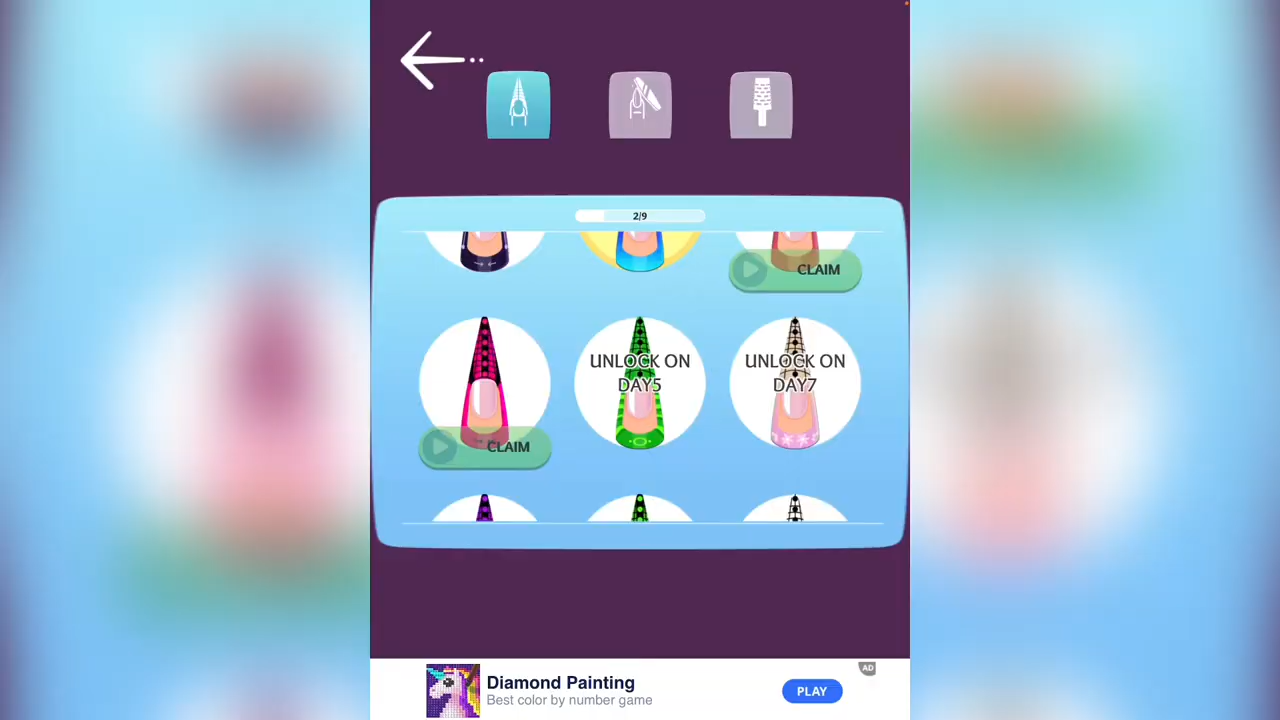 2/9
CLAIM
UNLOCK ON
DAY5
UNLOCK ON
DAY7
CLAIM
AD
Diamond Painting
Best color by number game
PLAY